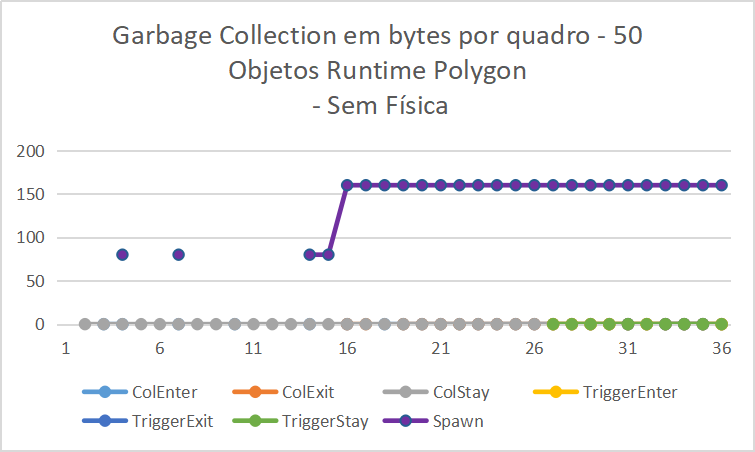 Garbage Collection em bytes por quadro - 50
Objetos Runtime Polygon
- Sem Física
200
150
100
50
0
1 6 11 16 21 26 31 36
ColEnter ColExit ColStay TriggerEnter
TriggerExit TriggerStay Spawn